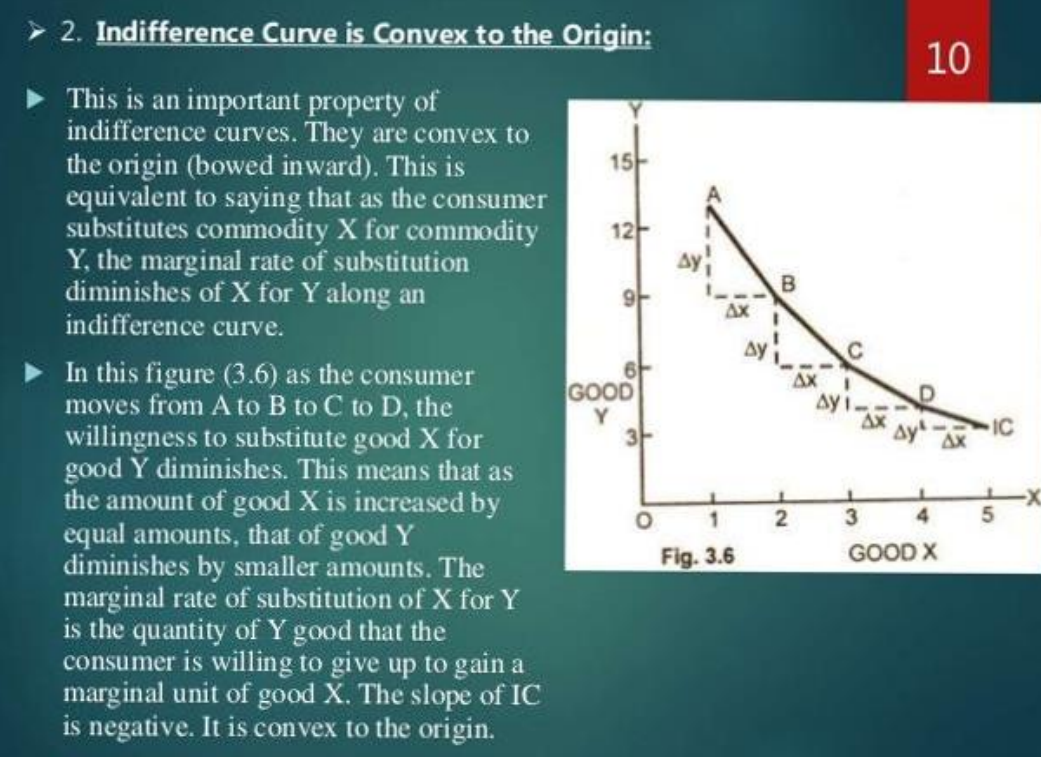 ➢ 2. Indifference Curve is Convex to the Origin:
10
▶ This is an important property of
indifference curves. They are convex to
the origin (bowed inward). This is
equivalent to saying that as the consumer
substitutes commodity X for commodity
Y, the marginal rate of substitution
diminishes of X for Y along an
indifference curve.
▶ In this figure (3.6) as the consumer
moves from A to B to C to D, the
willingness to substitute good X for
good Y diminishes. This means that as
the amount of good X is increased by
equal amounts, that of good Y
diminishes by smaller amounts. The
marginal rate of substitution of X for Y
is the quantity of Y good that the
consumer is willing to give up to gain a
marginal unit of good X. The slope of IC
is negative. It is convex to the origin.
Y
15
A
12
Δy
B
9
Δx
Δy
C
6
Δx
D
GOOD
Y
Δy
Δx
Δy
IC
3
Δx
X
O 1 2 3 4 5
Fig. 3.6 GOOD X